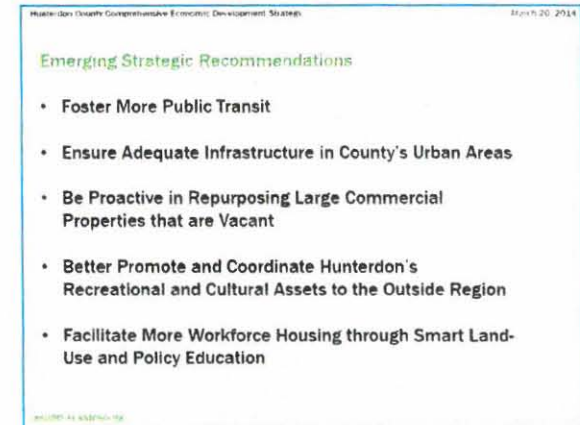 Hunterdon County Comprehensive Economic Development Strategy
March 20, 2014
Emerging Strategic Recommendations
• Foster More Public Transit
• Ensure Adequate Infrastructure in County's Urban Areas
• Be Proactive in Repurposing Large Commercial
Properties that are Vacant
• Better Promote and Coordinate Hunterdon's
Recreational and Cultural Assets to the Outside Region
• Facilitate More Workforce Housing through Smart Land-
Use and Policy Education